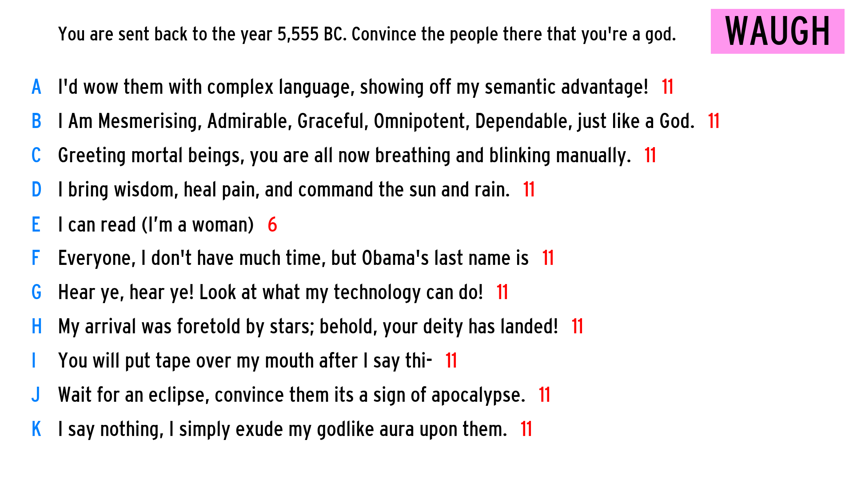 You are sent back to the year 5,555 BC. Convince the people there that you're a god.
WAUGH
A I'd wow them with complex language, showing off my semantic advantage! 11
B I Am Mesmerising, Admirable, Graceful, Omnipotent, Dependable, just like a God. 11
C Greeting mortal beings, you are all now breathing and blinking manually. 11
D I bring wisdom, heal pain, and command the sun and rain. 11
E I can read (I’m a woman) 6
F Everyone, I don't have much time, but Obama's last name is 11
G Hear ye, hear ye! Look at what my technology can do! 11
H My arrival was foretold by stars; behold, your deity has landed! 11
I You will put tape over my mouth after I say thi- 11
J Wait for an eclipse, convince them its a sign of apocalypse. 11
K I say nothing, I simply exude my godlike aura upon them. 11